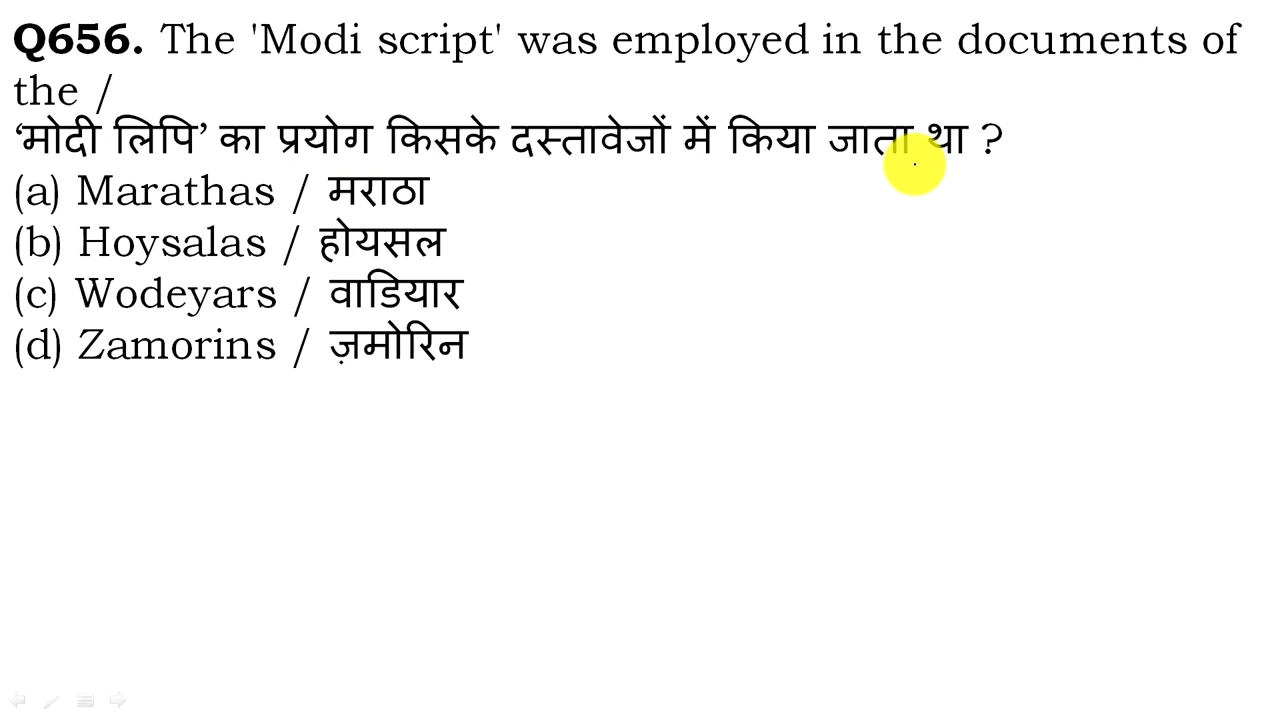 Q656. The 'Modi script' was employed in the documents of
the /
‘मोदी लिपि’ का प्रयोग किसके दस्तावेजों में किया जाता था ?
(a) Marathas / मराठा
(b) Hoysalas / होयसल
(c) Wodeyars / वाडियार
(d) Zamorins / ज़मोरिन